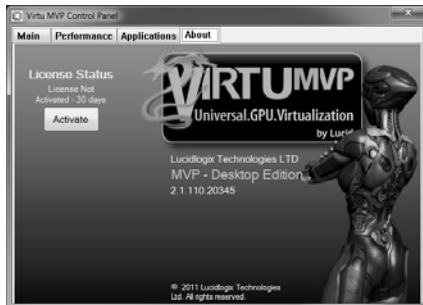 Virtu MVP Control Panel
Main Performance Applications About
License Status
License Not
Activated - 30 days
Activate
VIRTU MVP
Universal.GPU.Virtualization
by Lucid
Lucidlogix Technologies LTD
MVP - Desktop Edition
2.1.110.20345
© 2011 Lucidlogix Technologies
Ltd. All rights reserved.